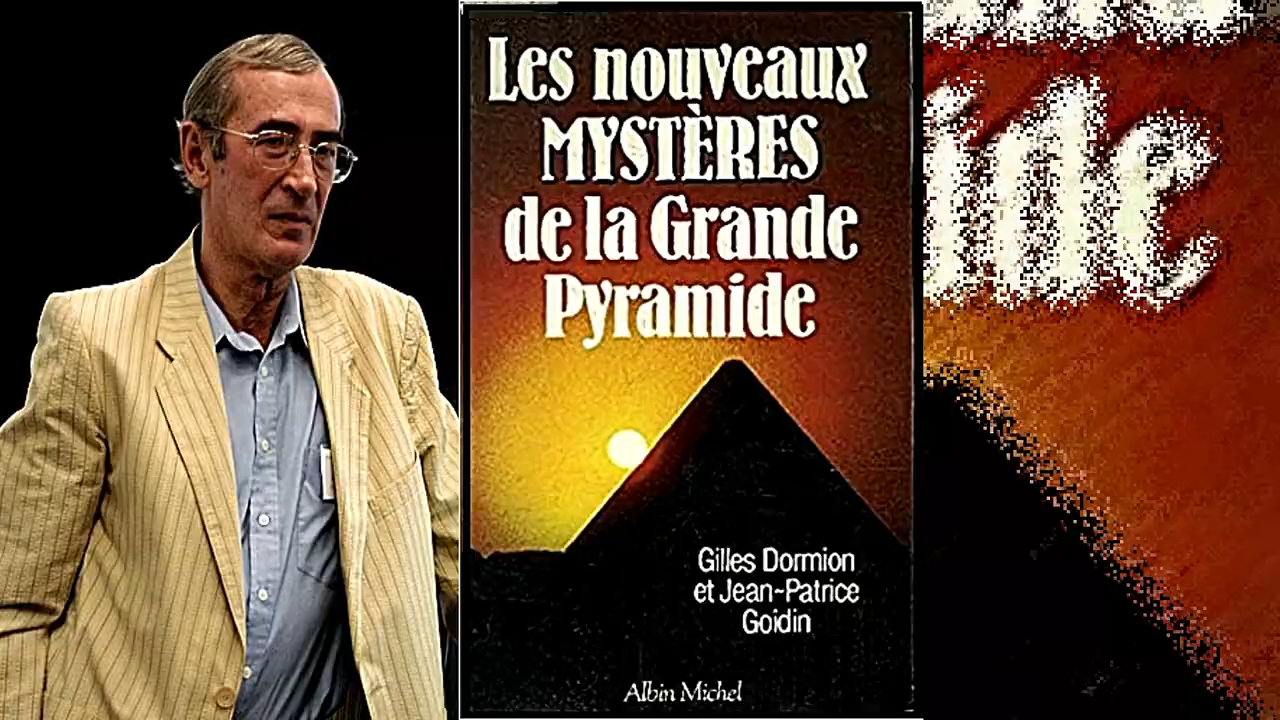 Les nouveaux
MYSTÈRES
de la Grande
Pyramide
Gilles Dormion
et Jean-Patrice
Goidin
Albin Michel